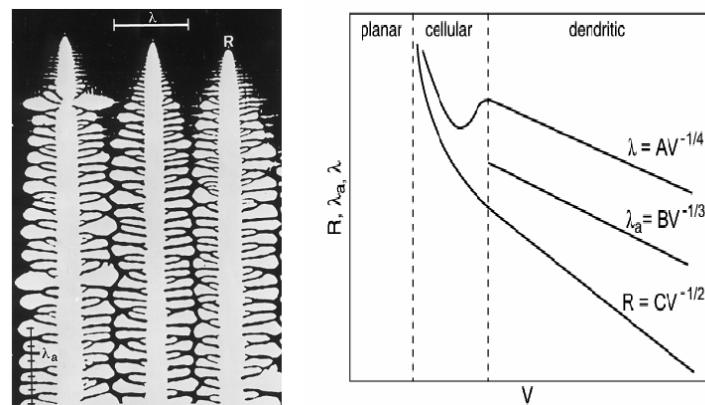 λ
R
λa
planar
cellular
dendritic
R, λa, λ
λ = AV-1/4
λa = BV-1/3
R = CV-1/2
V